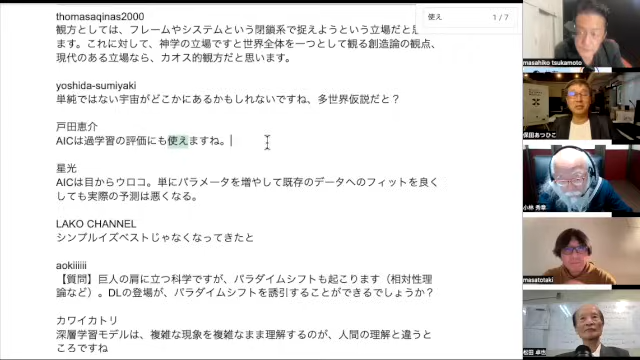 thomasaqinas2000
観方としては、フレームやシステムという閉鎖系で捉えようという立場だと思
ます。これに対して、神学の立場ですと世界全体を一つとして観る創造論の観点、
現代のある立場なら、カオス的観方だと思います。
yoshida-sumiyaki
単純ではない宇宙がどこかにあるかもしれないですね、多世界仮説だと？
戸田恵介
AICは過学習の評価にも使えますね。
星光
AICは目からウロコ。単にパラメータを増やして既存のデータへのフィットを良く
しても実際の予測は悪くなる。
LAKO CHANNEL
シンプルイズベストじゃなくなってきたと
aokiiiiii
【質問】巨人の肩に立つ科学ですが、パラダイムシフトも起こります（相対性理
論など）。DLの登場が、パラダイムシフトを誘引することができるでしょうか？
カワイカトリ
深層学習モデルは、複雑な現象を複雑なまま理解するのが、人間の理解と違うと
ころですね
使え
1 / 7
masahiko tsukamoto
保田あつひこ
小林 秀章
masatotaki
松田 卓也